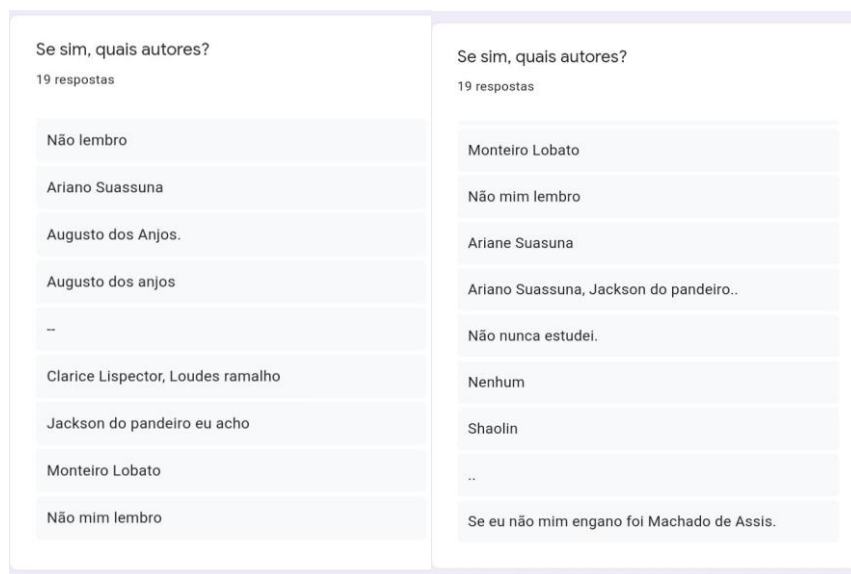 Se sim, quais autores?
19 respostas
Não lembro
Ariano Suassuna
Augusto dos Anjos.
Augusto dos anjos
--
Clarice Lispector, Loudes ramalho
Jackson do pandeiro eu acho
Monteiro Lobato
Não mim lembro
Se sim, quais autores?
19 respostas
Monteiro Lobato
Não mim lembro
Ariane Suasuna
Ariano Suassuna, Jackson do pandeiro..
Não nunca estudei.
Nenhum
Shaolin
..
Se eu não mim engano foi Machado de Assis.